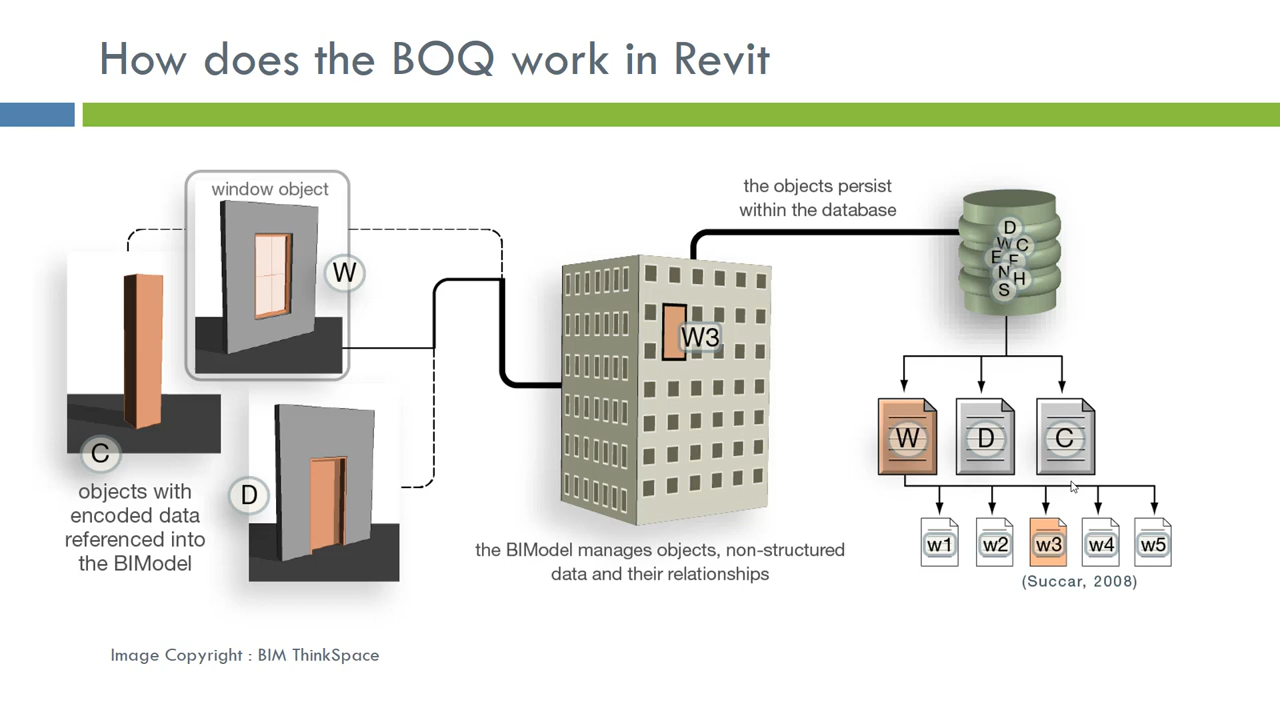 How does the BOQ work in Revit
window object
W
C
objects with
encoded data
referenced into
the BIModel
D
W3
the BIModel manages objects, non-structured
data and their relationships
the objects persist
within the database
D
W C
E F
N H
S
W D C
w1 w2 w3 w4 w5
(Succar, 2008)
Image Copyright : BIM ThinkSpace